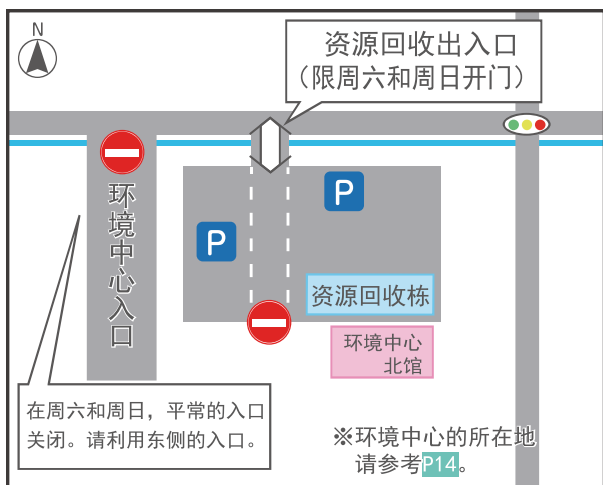 N
资源回收出入口
（限周六和周日开门）
环境中心入口
P
P
资源回收栋
环境中心
北馆
在周六和周日，平常的入口
关闭。请利用东侧的入口。
※环境中心的所在地
请参考P14。